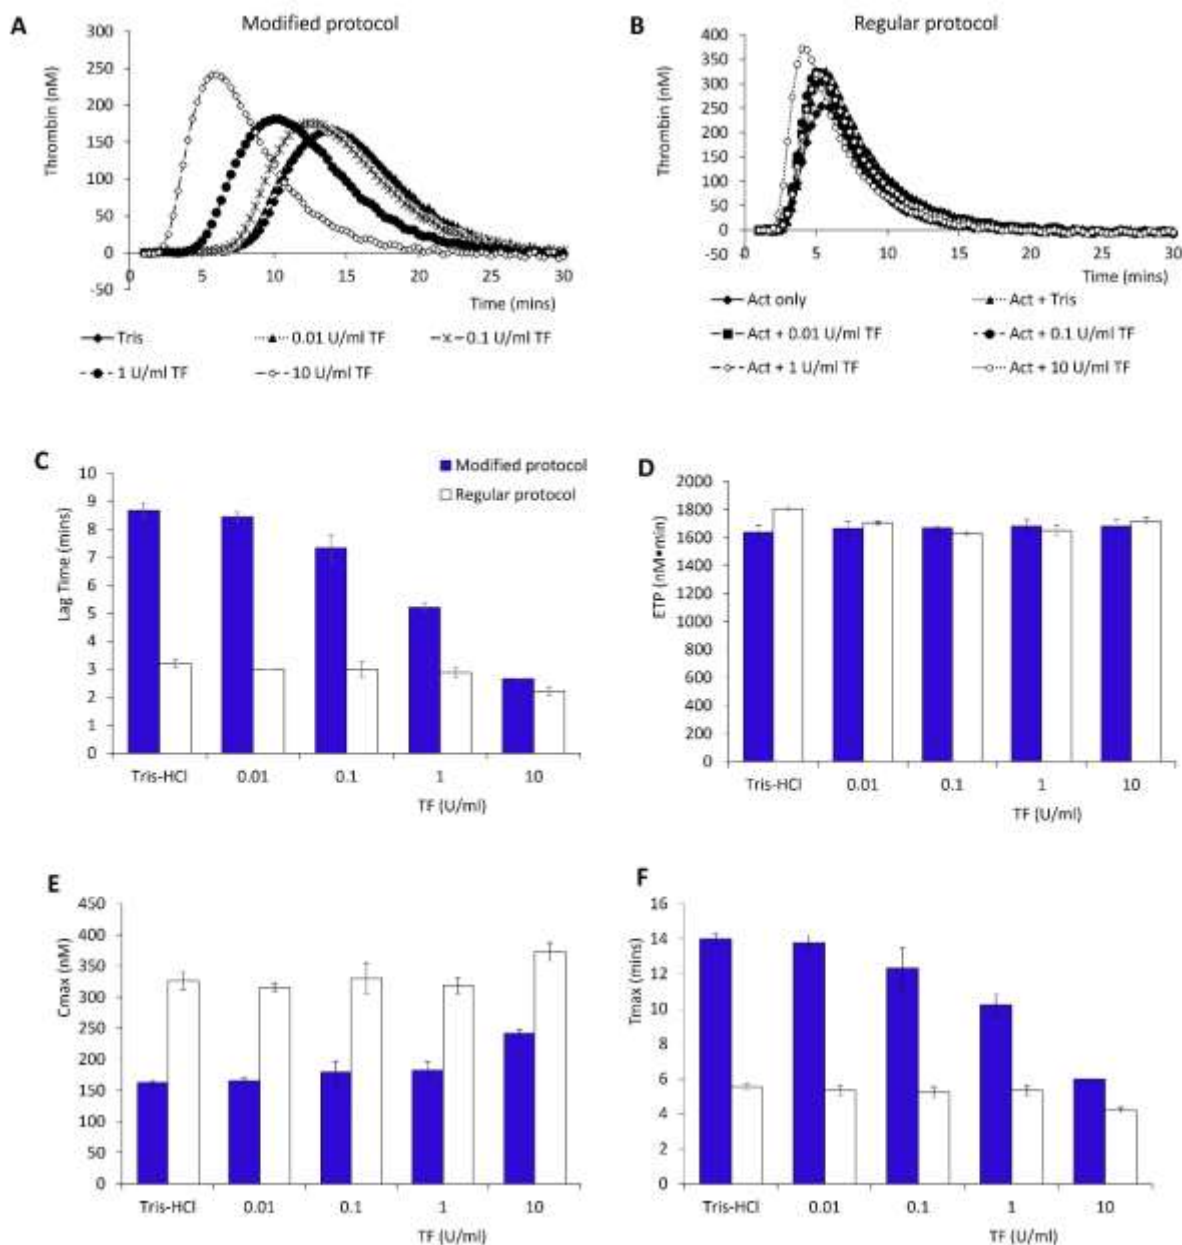 A
Modified protocol
300
250
200
150
100
50
0
-50
Thrombin (nM)
0 5 10 15 20 25 30
Time (mins)
Tris
0.01 U/ml TF
0.1 U/ml TF
1 U/ml TF
10 U/ml TF
B
Regular protocol
400
350
300
250
200
150
100
50
0
-50
Thrombin (nM)
0 5 10 15 20 25 30
Time (mins)
Act only
Act + Tris
Act + 0.01 U/ml TF
Act + 0.1 U/ml TF
Act + 1 U/ml TF
Act + 10 U/ml TF
C
Modified protocol
Regular protocol
10
9
8
7
6
5
4
3
2
1
0
Lag Time (mins)
Tris-HCl 0.01 0.1 1 10
TF (U/ml)
D
2000
1800
1600
1400
1200
1000
800
600
400
200
0
ETP (nM•min)
Tris-HCl 0.01 0.1 1 10
TF (U/ml)
E
450
400
350
300
250
200
150
100
50
0
Cmax (nM)
Tris-HCl 0.01 0.1 1 10
TF (U/ml)
F
16
14
12
10
8
6
4
2
0
Tmax (mins)
Tris-HCl 0.01 0.1 1 10
TF (U/ml)